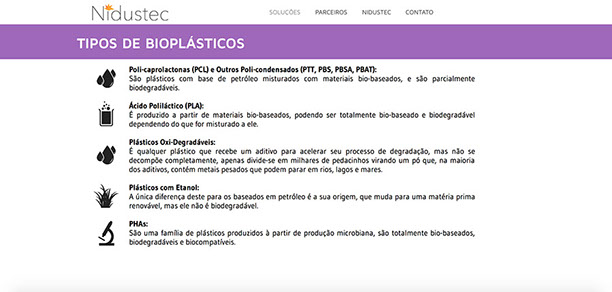 Nidustec
SOLUCÕES PARCEIROS NIDUSTEC CONTATO
TIPOS DE BIOPLÁSTICOS
Poli-caprolactonas (PCL) e Outros Poli-condensados (PTT, PBS, PBSA, PBAT):
São plásticos com base de petróleo misturados com materiais bio-baseados, e são parcialmente
biodegradáveis.
Ácido Poliláctico (PLA):
É produzido a partir de materiais bio-baseados, podendo ser totalmente bio-baseado e biodegradável
dependendo do que for misturado a ele.
Plásticos Oxi-Degradáveis:
É qualquer plástico que recebe um aditivo para acelerar seu processo de degradação, mas não se
decompõe completamente, apenas divide-se em milhares de pedacinhos virando um pó que, na maioria
dos aditivos, contém metais pesados que podem parar em rios, lagos e mares.
Plásticos com Etanol:
A única diferença deste para os baseados em petróleo é a sua origem, que muda para uma matéria prima
renovável, mas ele não é biodegradável.
PHAs:
São uma família de plásticos produzidos à partir de produção microbiana, são totalmente bio-baseados,
biodegradáveis e biocompatíveis.